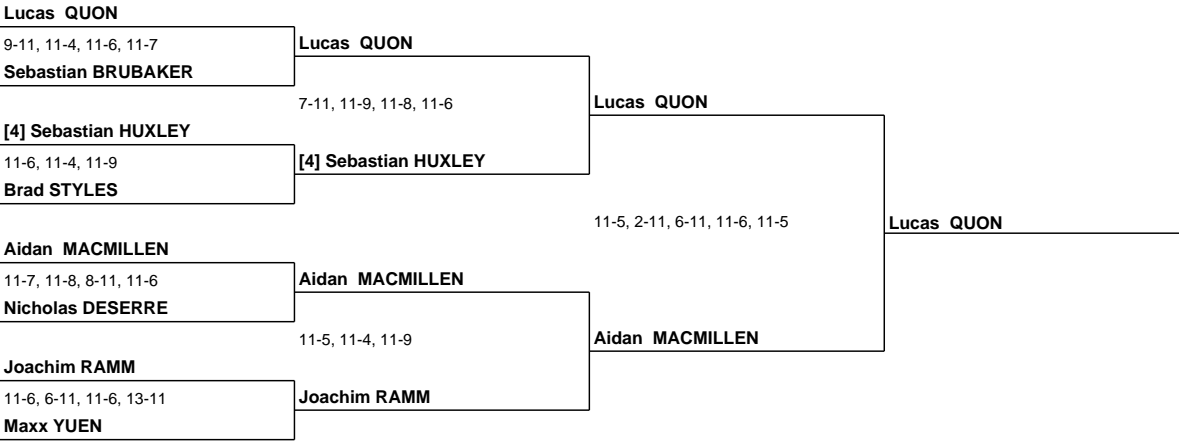 Lucas QUON
9-11, 11-4, 11-6, 11-7
Lucas QUON
Sebastian BRUBAKER
7-11, 11-9, 11-8, 11-6
Lucas QUON
[4] Sebastian HUXLEY
11-6, 11-4, 11-9
[4] Sebastian HUXLEY
Brad STYLES
11-5, 2-11, 6-11, 11-6, 11-5
Lucas QUON
Aidan MACMILLEN
11-7, 11-8, 8-11, 11-6
Aidan MACMILLEN
Nicholas DESERRE
11-5, 11-4, 11-9
Aidan MACMILLEN
Joachim RAMM
11-6, 6-11, 11-6, 13-11
Joachim RAMM
Maxx YUEN